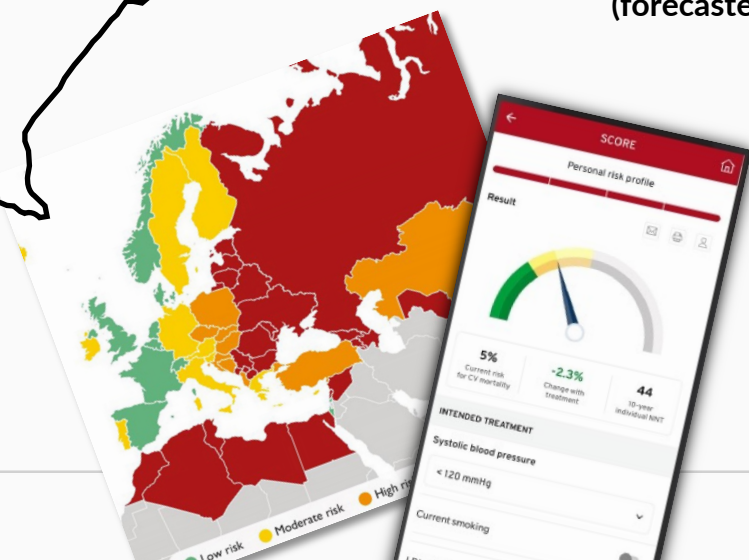 (forecaste
SCORE
Personal risk profile
Result
5%
Current risk
for CV mortality
-2.3%
Change with
treatment
44
10-year
individual NNT
INTENDED TREATMENT
Systolic blood pressure
<120 mmHg
Current smoking
Low risk
Moderate risk
High ris